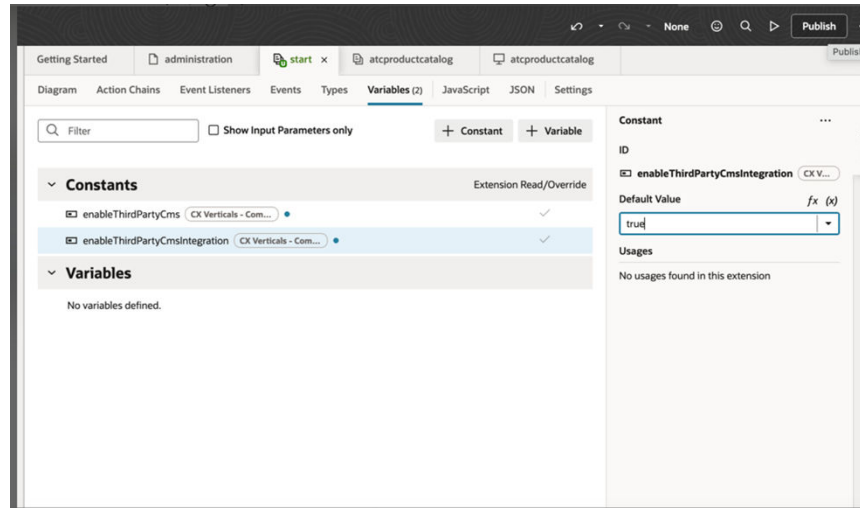 None
Publish
Publis
Getting Started
administration
start ×
atcproductcatalog
atcproductcatalog
Diagram Action Chains Event Listeners Events Types Variables (2) JavaScript JSON Settings
Filter
Show Input Parameters only
+ Constant
+ Variable
Constants
Extension Read/Override
enableThirdPartyCms CX Verticals - Com...
enableThirdPartyCmsIntegration CX Verticals - Com...
Variables
No variables defined.
Constant
ID
enableThirdPartyCmsIntegration CX V...
Default Value fx (x)
true
Usages
No usages found in this extension